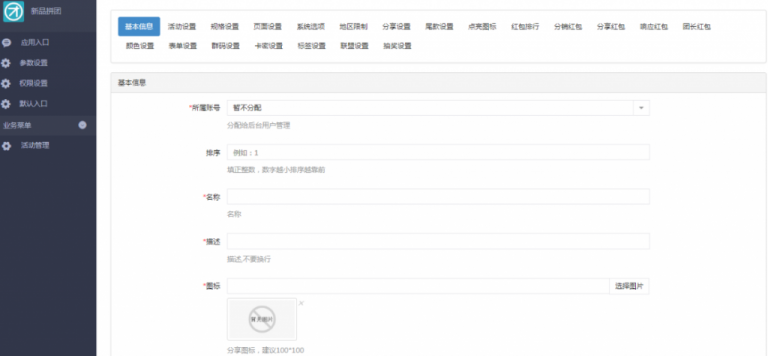 新品拼团
应用入口
参数设置
权限设置
默认入口
业务菜单
活动管理
基本信息 活动设置 规格设置 页面设置 系统选项 地区限制 分享设置 尾款设置 点亮图标 红包排行 分销红包 分享红包 响应红包 团长红包
颜色设置 表单设置 群码设置 卡密设置 标签设置 联盟设置 抽奖设置
基本信息
*所属账号 暂不分配
分配给后台用户管理
排序 例如：1
填正整数，数字越小排序越靠前
*名称
名称
*描述
描述,不要换行
*图标 选择图片
暂无图片
×
分享图标，建议100*100